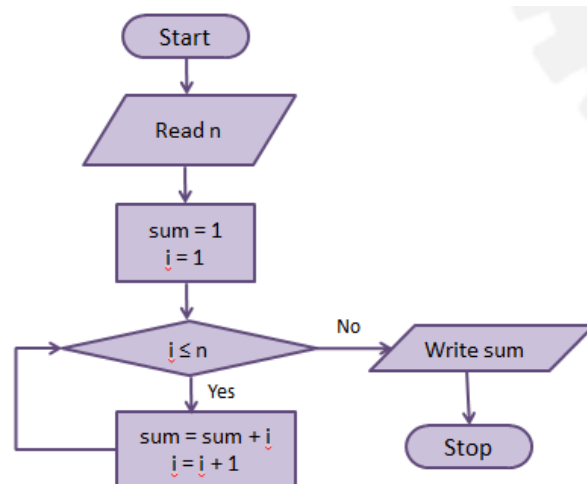 Start
Read n
sum = 1
i = 1
i ≤ n
No
Write sum
Yes
sum = sum + i
i = i + 1
Stop